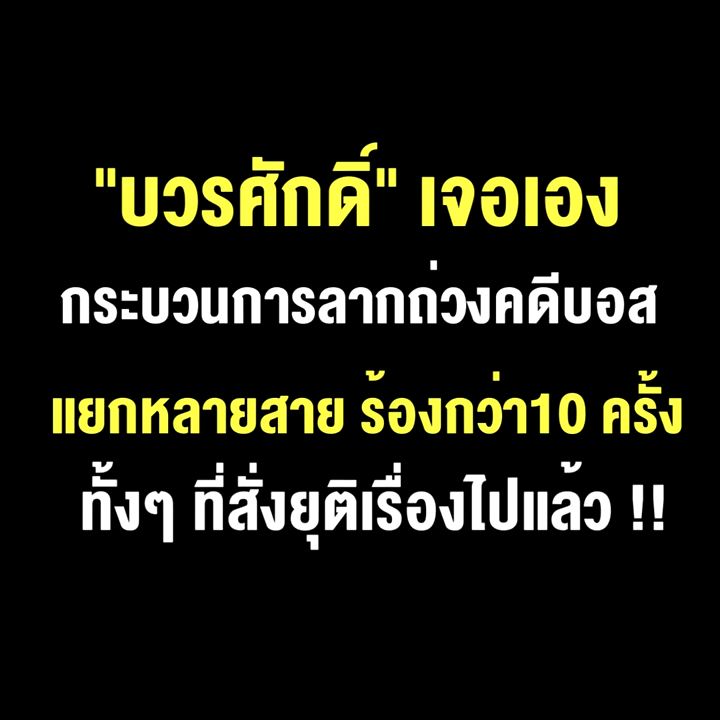 "บวรศักดิ์" เจอเอง
กระบวนการลากถ่วงคดีบอส
แยกหลายสาย ร้องกว่า10 ครั้ง
ทั้งๆ ที่สั่งยุติเรื่องไปแล้ว !!